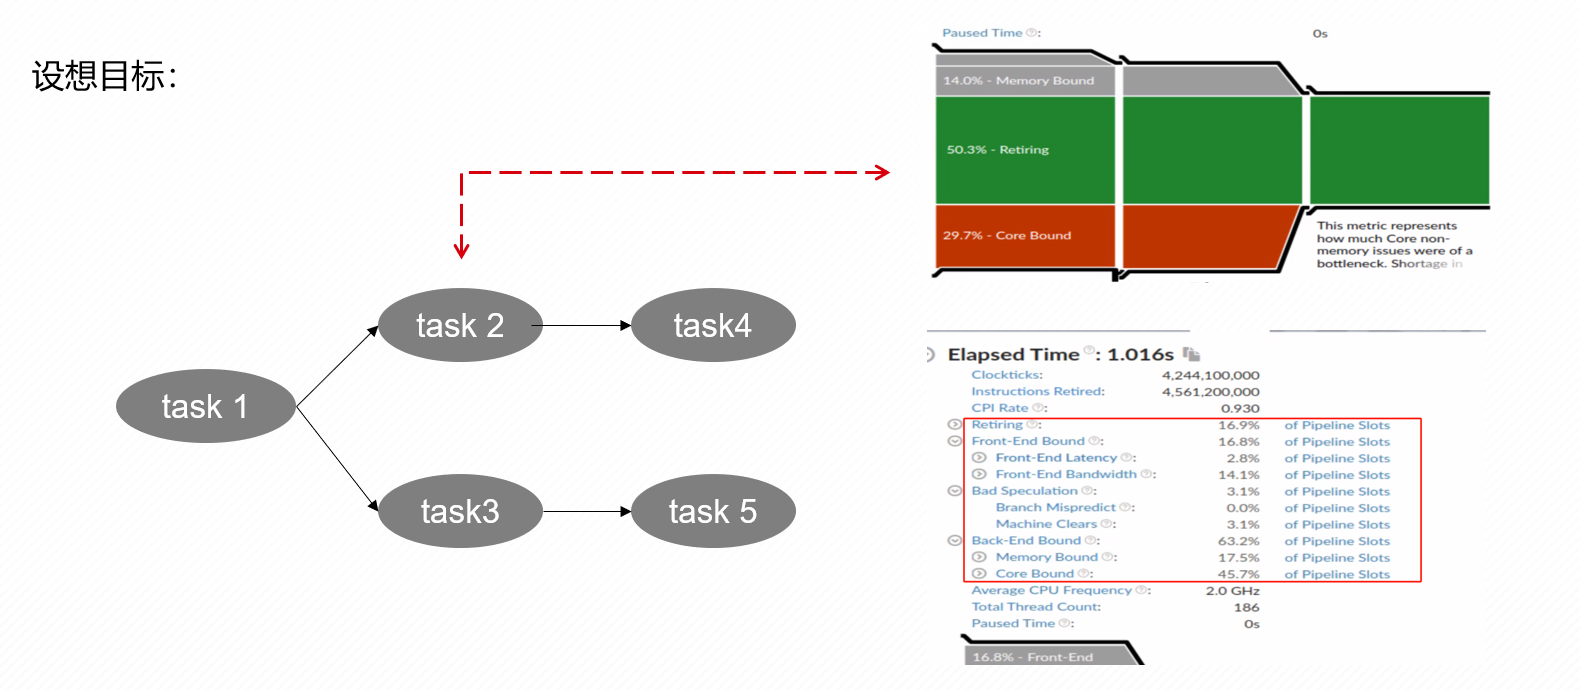 设想目标：
task 1
task 2
task3
task4
task 5
Paused Time ?: 0s
14.0% - Memory Bound
50.3% - Retiring
29.7% - Core Bound
This metric represents
how much Core non-
memory issues were of a
bottleneck. Shortage in
Elapsed Time ?: 1.016s
Clockticks: 4,244,100,000
Instructions Retired: 4,561,200,000
CPI Rate ?: 0.930
Retiring ?: 16.9% of Pipeline Slots
Front-End Bound ?: 16.8% of Pipeline Slots
Front-End Latency ?: 2.8% of Pipeline Slots
Front-End Bandwidth ?: 14.1% of Pipeline Slots
Bad Speculation ?: 3.1% of Pipeline Slots
Branch Mispredict ?: 0.0% of Pipeline Slots
Machine Clears ?: 3.1% of Pipeline Slots
Back-End Bound ?: 63.2% of Pipeline Slots
Memory Bound ?: 17.5% of Pipeline Slots
Core Bound ?: 45.7% of Pipeline Slots
Average CPU Frequency ?: 2.0 GHz
Total Thread Count: 186
Paused Time ?: 0s
16.8% - Front-End